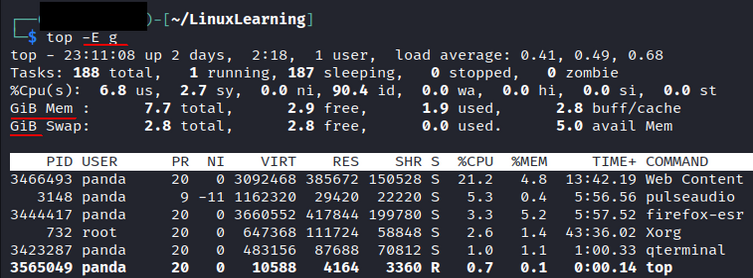 )-[~/LinuxLearning]
$ top -E g
top - 23:11:08 up 2 days, 2:18, 1 user, load average: 0.41, 0.49, 0.68
Tasks: 188 total, 1 running, 187 sleeping, 0 stopped, 0 zombie
%Cpu(s): 6.8 us, 2.7 sy, 0.0 ni, 90.4 id, 0.0 wa, 0.0 hi, 0.0 si, 0.0 st
GiB Mem : 7.7 total, 2.9 free, 1.9 used, 2.8 buff/cache
GiB Swap: 2.8 total, 2.8 free, 0.0 used. 5.0 avail Mem
PID USER PR NI VIRT RES SHR S %CPU %MEM TIME+ COMMAND
3466493 panda 20 0 3092468 385672 150528 S 21.2 4.8 13:42.19 Web Content
3148 panda 9 -11 1162320 29420 22220 S 5.3 0.4 5:56.56 pulseaudio
3444417 panda 20 0 3660552 417844 199780 S 3.3 5.2 5:57.52 firefox-esr
732 root 20 0 647368 111724 58848 S 2.6 1.4 43:36.02 Xorg
3423287 panda 20 0 483156 87688 70812 S 1.0 1.1 1:00.33 qterminal
3565049 panda 20 0 10588 4164 3360 R 0.7 0.1 0:00.14 top